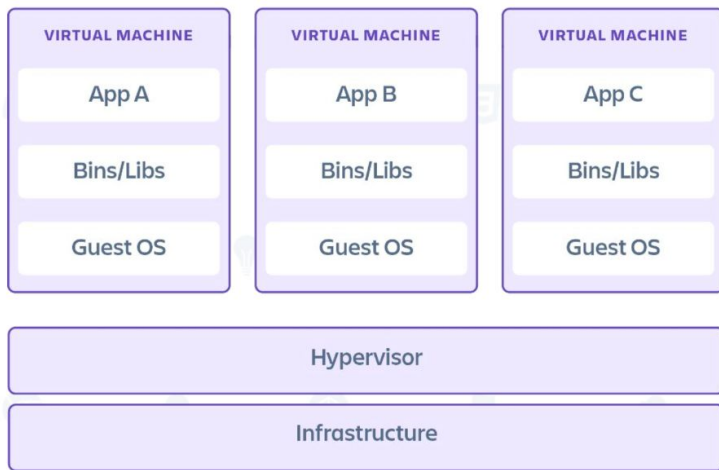 VIRTUAL MACHINE
App A
Bins/Libs
Guest OS
VIRTUAL MACHINE
App B
Bins/Libs
Guest OS
VIRTUAL MACHINE
App C
Bins/Libs
Guest OS
Hypervisor
Infrastructure